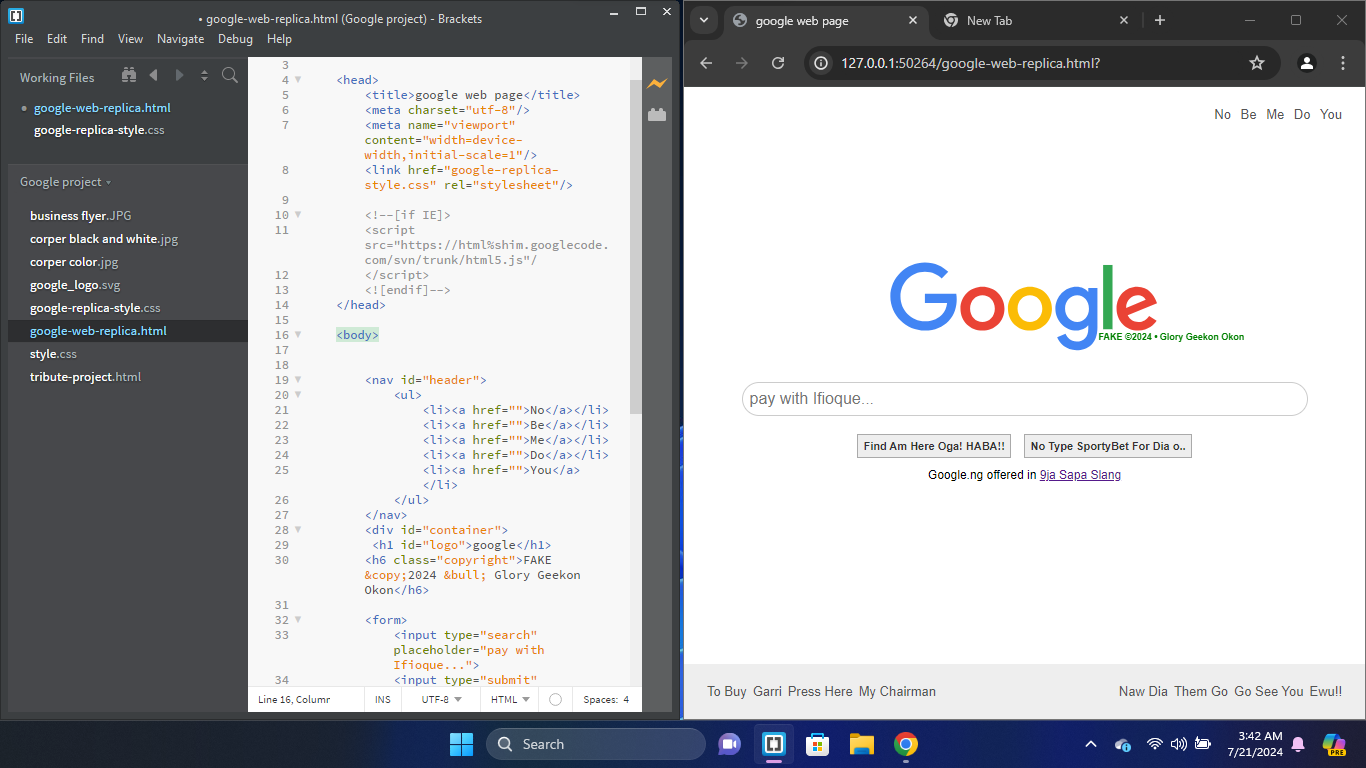 • google-web-replica.html (Google project) - Brackets
File Edit Find View Navigate Debug Help
Working Files
google-web-replica.html
google-replica-style.css
Google project
business flyer.JPG
corper black and white.jpg
corper color.jpg
google_logo.svg
google-replica-style.css
google-web-replica.html
style.css
tribute-project.html
3
4 <head>
5 <title>google web page</title>
6 <meta charset="utf-8"/>
7 <meta name="viewport"
content="width=device-
width,initial-scale=1"/>
8 <link href="google-replica-
style.css" rel="stylesheet"/>
9
10 <!--[if IE]>
11 <script
src="https://html%shim.googlecode.
com/svn/trunk/html5.js"/
12 </script>
13 <![endif]-->
14 </head>
15
16 <body>
17
18
19 <nav id="header">
20 <ul>
21 <li><a href="">No</a></li>
22 <li><a href="">Be</a></li>
23 <li><a href="">Me</a></li>
24 <li><a href="">Do</a></li>
25 <li><a href="">You</a>
</li>
26 </ul>
27 </nav>
28 <div id="container">
29 <h1 id="logo">google</h1>
30 <h6 class="copyright">FAKE
&copy;2024 &bull; Glory Geekon
Okon</h6>
31
32 <form>
33 <input type="search"
placeholder="pay with
Ifioque...">
34 <input type="submit"
Line 16, Column
INS
UTF-8
HTML
Spaces: 4
google web page
New Tab
127.0.0.1:50264/google-web-replica.html?
No Be Me Do You
Google
FAKE ©2024 • Glory Geekon Okon
pay with Ifioque...
Find Am Here Oga! HABA!!
No Type SportyBet For Dia o..
Google.ng offered in 9ja Sapa Slang
To Buy Garri Press Here My Chairman
Naw Dia Them Go Go See You Ewu!!
Search
3:42 AM
7/21/2024
PRE